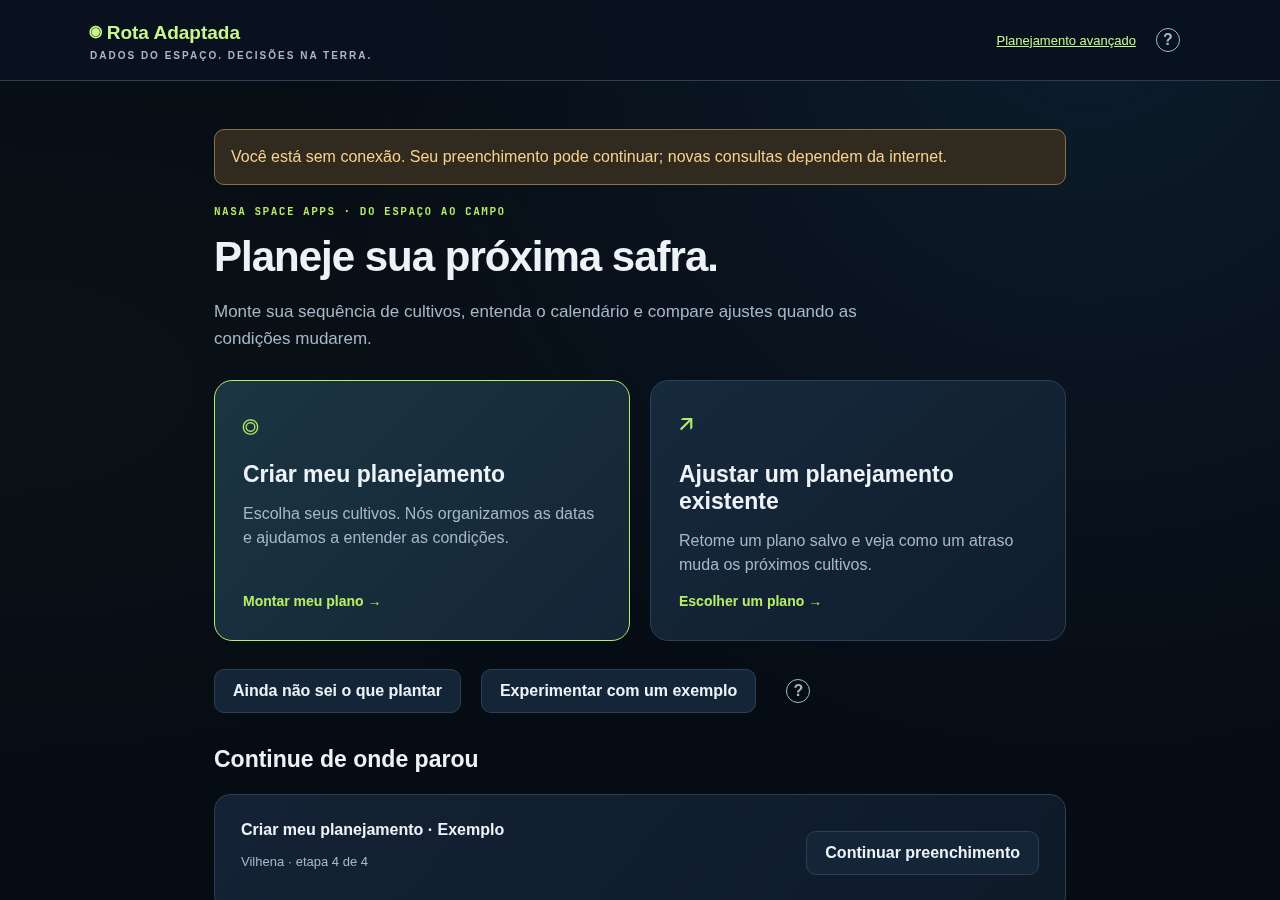 Rota Adaptada
DADOS DO ESPAÇO. DECISÕES NA TERRA.
Planejamento avançado
?
Você está sem conexão. Seu preenchimento pode continuar; novas consultas dependem da internet.
NASA SPACE APPS · DO ESPAÇO AO CAMPO
Planeje sua próxima safra.
Monte sua sequência de cultivos, entenda o calendário e compare ajustes quando as
condições mudarem.
Criar meu planejamento
Escolha seus cultivos. Nós organizamos as datas
e ajudamos a entender as condições.
Montar meu plano →
Ajustar um planejamento
existente
Retome um plano salvo e veja como um atraso
muda os próximos cultivos.
Escolher um plano →
Ainda não sei o que plantar
Experimentar com um exemplo
?
Continue de onde parou
Criar meu planejamento · Exemplo
Vilhena · etapa 4 de 4
Continuar preenchimento